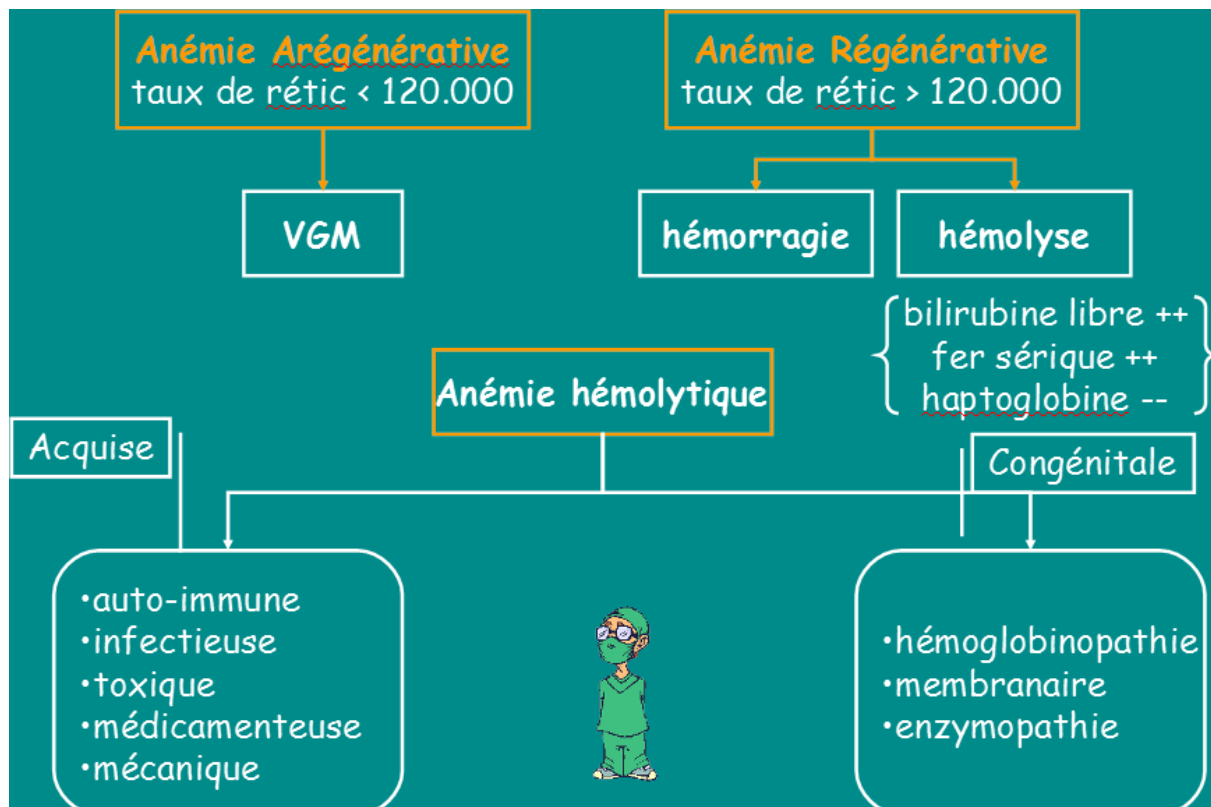 Anémie Arégénérative
taux de rétic < 120.000
Anémie Régénérative
taux de rétic > 120.000
VGM
hémorragie
hémolyse
bilirubine libre ++
fer sérique ++
haptoglobine --
Anémie hémolytique
Acquise
Congénitale
•auto-immune
•infectieuse
•toxique
•médicamenteuse
•mécanique
•hémoglobinopathie
•membranaire
•enzymopathie